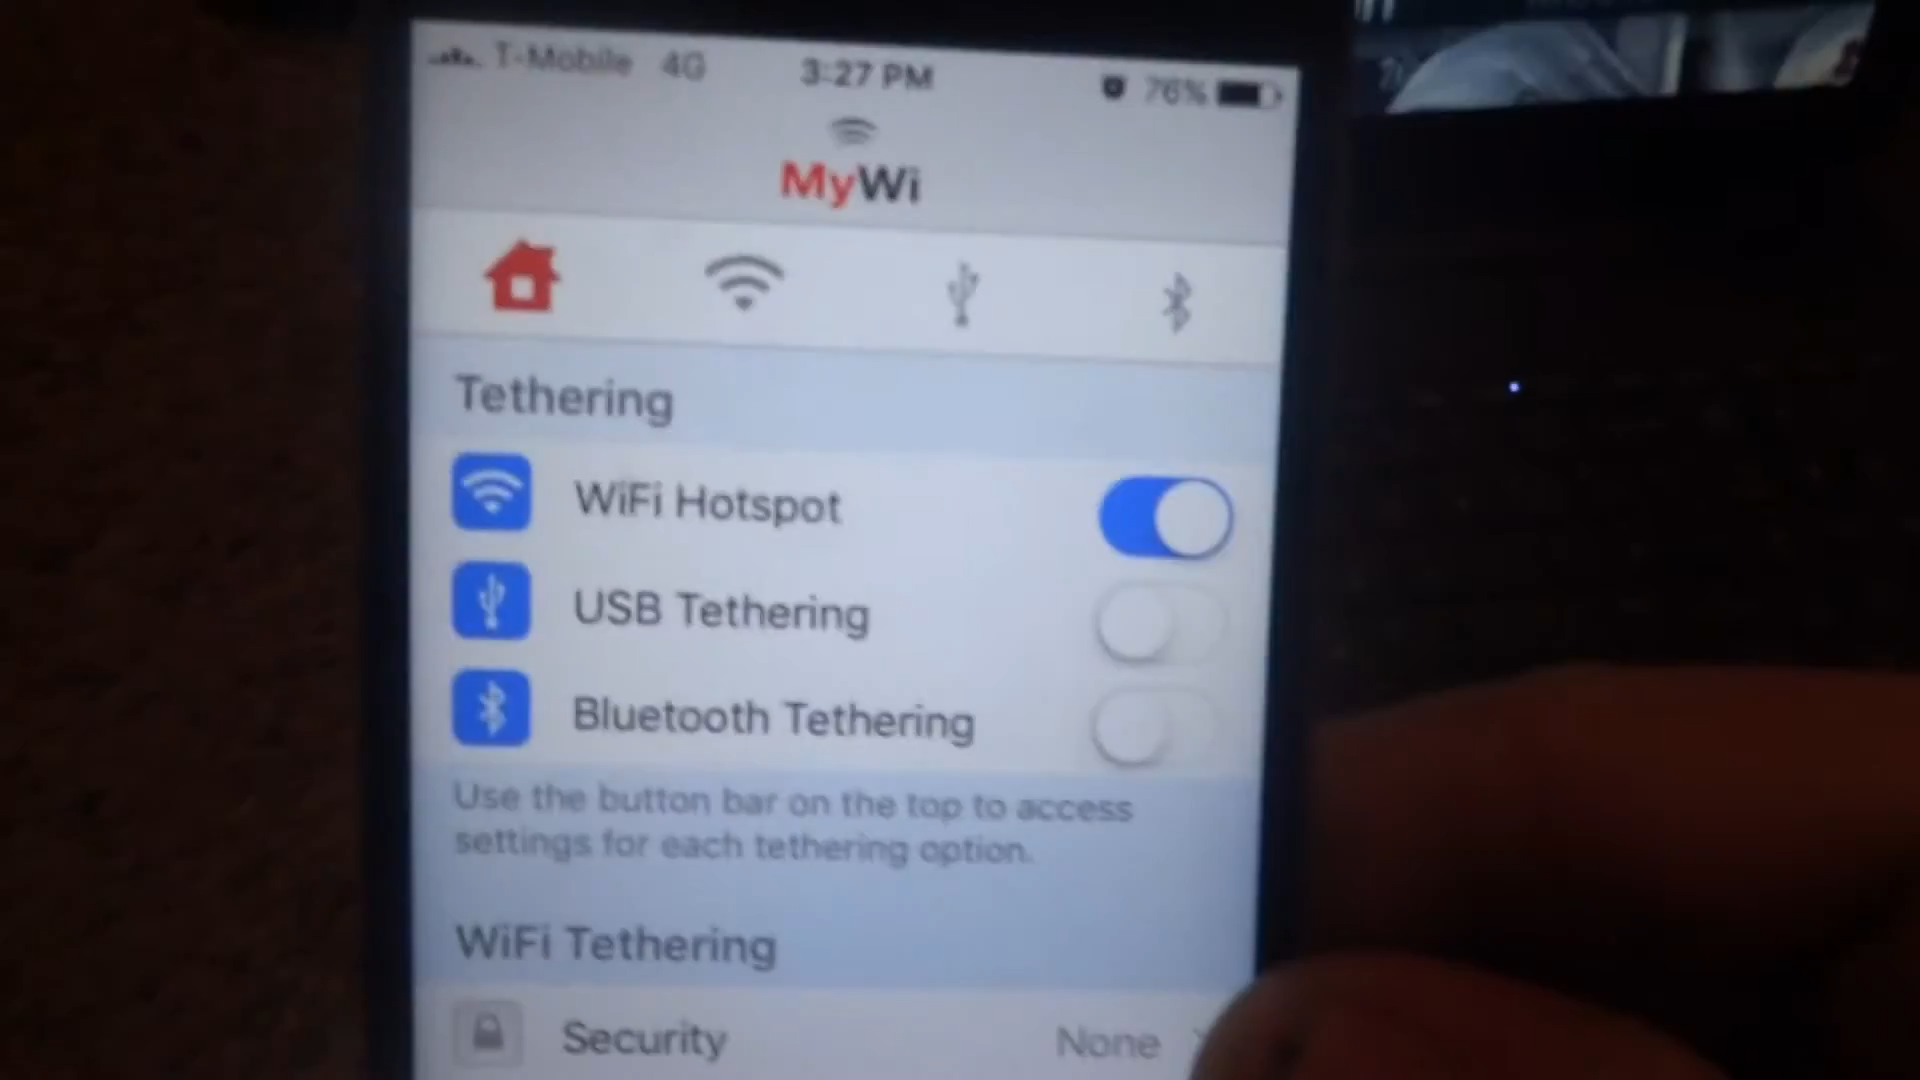 T-Mobile 4G 3:27 PM 76%
MyWi
Tethering
WiFi Hotspot
USB Tethering
Bluetooth Tethering
Use the button bar on the top to access
settings for each tethering option.
WiFi Tethering
Security None